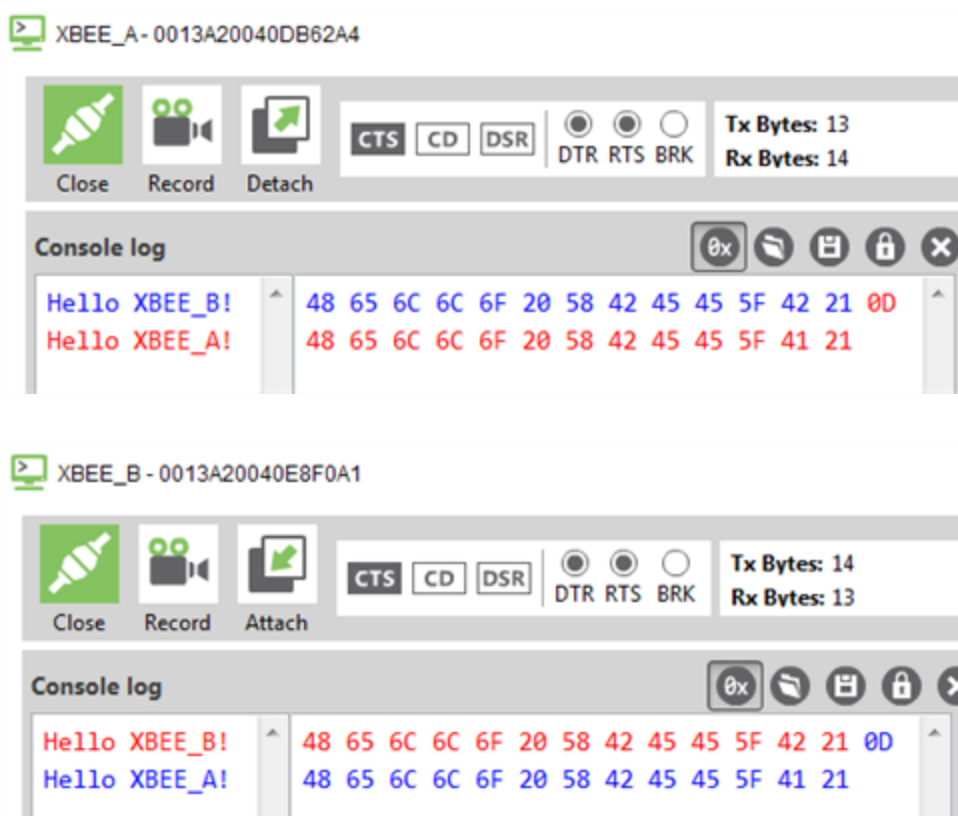 XBEE_A - 0013A20040DB62A4
Close Record Detach
CTS CD DSR
DTR RTS BRK
Tx Bytes: 13
Rx Bytes: 14
Console log
0x
Hello XBEE_B! 48 65 6C 6C 6F 20 58 42 45 45 5F 42 21 0D
Hello XBEE_A! 48 65 6C 6C 6F 20 58 42 45 45 5F 41 21
XBEE_B - 0013A20040E8F0A1
Close Record Attach
CTS CD DSR
DTR RTS BRK
Tx Bytes: 14
Rx Bytes: 13
Console log
0x
Hello XBEE_B! 48 65 6C 6C 6F 20 58 42 45 45 5F 42 21 0D
Hello XBEE_A! 48 65 6C 6C 6F 20 58 42 45 45 5F 41 21